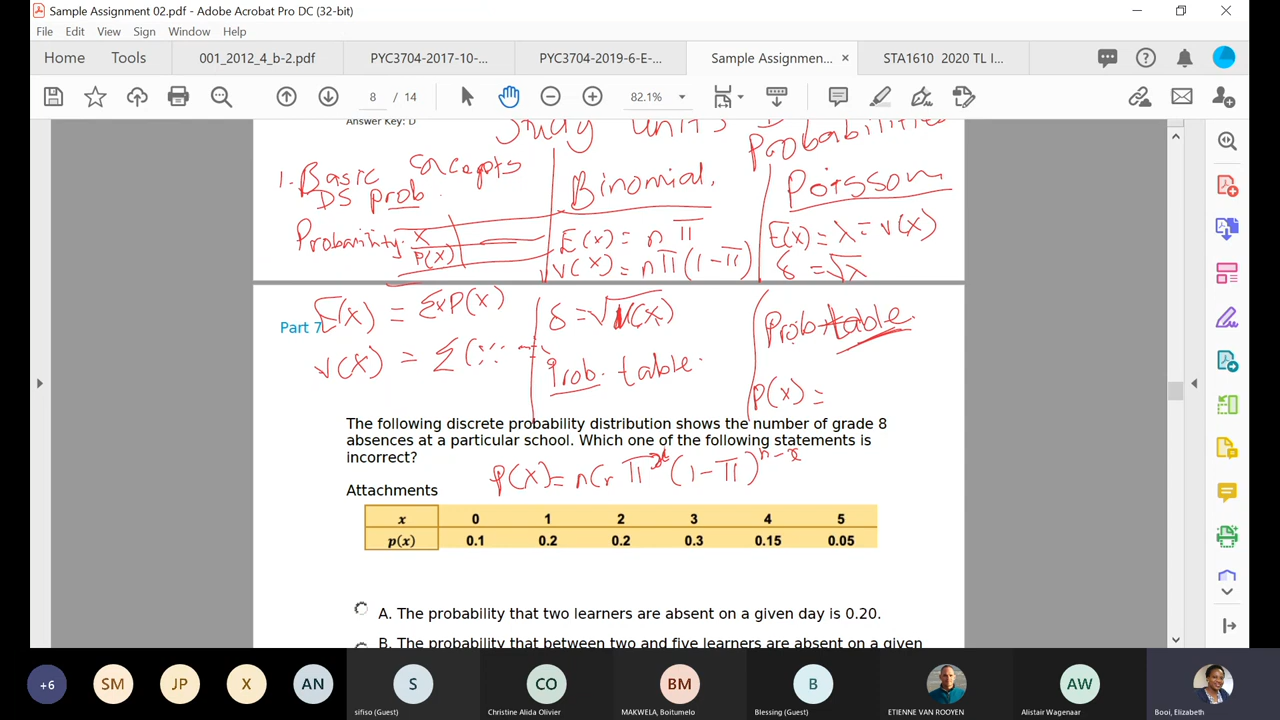 Sample Assignment 02.pdf - Adobe Acrobat Pro DC (32-bit)
File Edit View Sign Window Help
Home Tools 001_2012_4_b-2.pdf PYC3704-2017-10-... PYC3704-2019-6-E-... Sample Assignmen... × STA1610 2020 TL I...
8 / 14 82.1%
Answer Key: D
Study units
Probabilities
1. Basic concepts
DS prob
Binomial.
Poisson
Probability. x
P(x)
E(x) = n π
V(x) = n π (1 - π)
E(x) = λ = V(x)
δ = √λ
Part 7
E(x) = ΣxP(x)
V(x) = Σ(
δ = √V(x)
Prob. table
Prob table
P(x) =
The following discrete probability distribution shows the number of grade 8
absences at a particular school. Which one of the following statements is
incorrect?
P(x) = nCr π^x (1 - π)^n-x
Attachments
x 0 1 2 3 4 5
p(x) 0.1 0.2 0.2 0.3 0.15 0.05
A. The probability that two learners are absent on a given day is 0.20.
B. The probability that between two and five learners are absent on a given
+6 SM JP X AN S CO BM B AW
sifiso (Guest) Christine Alida Olivier MAKWELA, Boitumelo Blessing (Guest) ETIENNE VAN ROOYEN Alistair Wagenaar Booi, Elizabeth